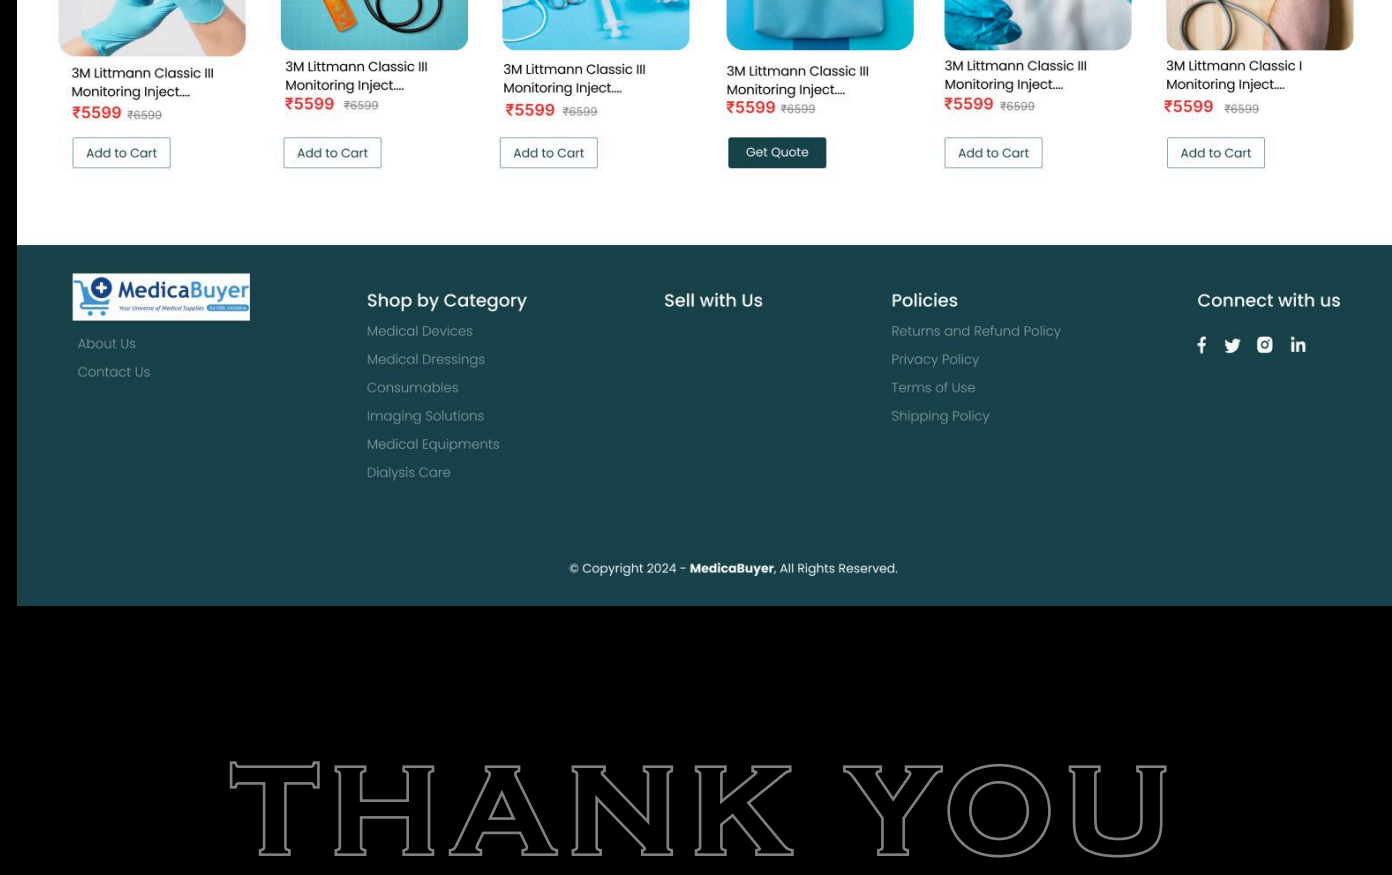 3M Littmann Classic III
Monitoring Inject....
₹5599 ₹6599
Add to Cart
3M Littmann Classic III
Monitoring Inject....
₹5599 ₹6599
Add to Cart
3M Littmann Classic III
Monitoring Inject....
₹5599 ₹6599
Add to Cart
3M Littmann Classic III
Monitoring Inject....
₹5599 ₹6599
Get Quote
3M Littmann Classic III
Monitoring Inject....
₹5599 ₹6599
Add to Cart
3M Littmann Classic I
Monitoring Inject....
₹5599 ₹6599
Add to Cart
MedicaBuyer
Your Universe of Medical Supplies
About Us
Contact Us
Shop by Category
Medical Devices
Medical Dressings
Consumables
Imaging Solutions
Medical Equipments
Dialysis Care
Sell with Us
Policies
Returns and Refund Policy
Privacy Policy
Terms of Use
Shipping Policy
Connect with us
© Copyright 2024 - MedicaBuyer, All Rights Reserved.
THANK YOU